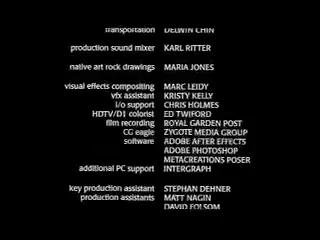 transportation DELWIN CHIN
production sound mixer KARL RITTER
native art rock drawings MARIA JONES
visual effects compositing MARC LEIDY
vfx assistant KRISTY KELLY
i/o support CHRIS HOLMES
HDTV/D1 colorist ED TWIFORD
film recording ROYAL GARDEN POST
CG eagle ZYGOTE MEDIA GROUP
software ADOBE AFTER EFFECTS
ADOBE PHOTOSHOP
METACREATIONS POSER
additional PC support INTERGRAPH
key production assistant STEPHAN DEHNER
production assistants MATT NAGIN
DAVID FOLSOM